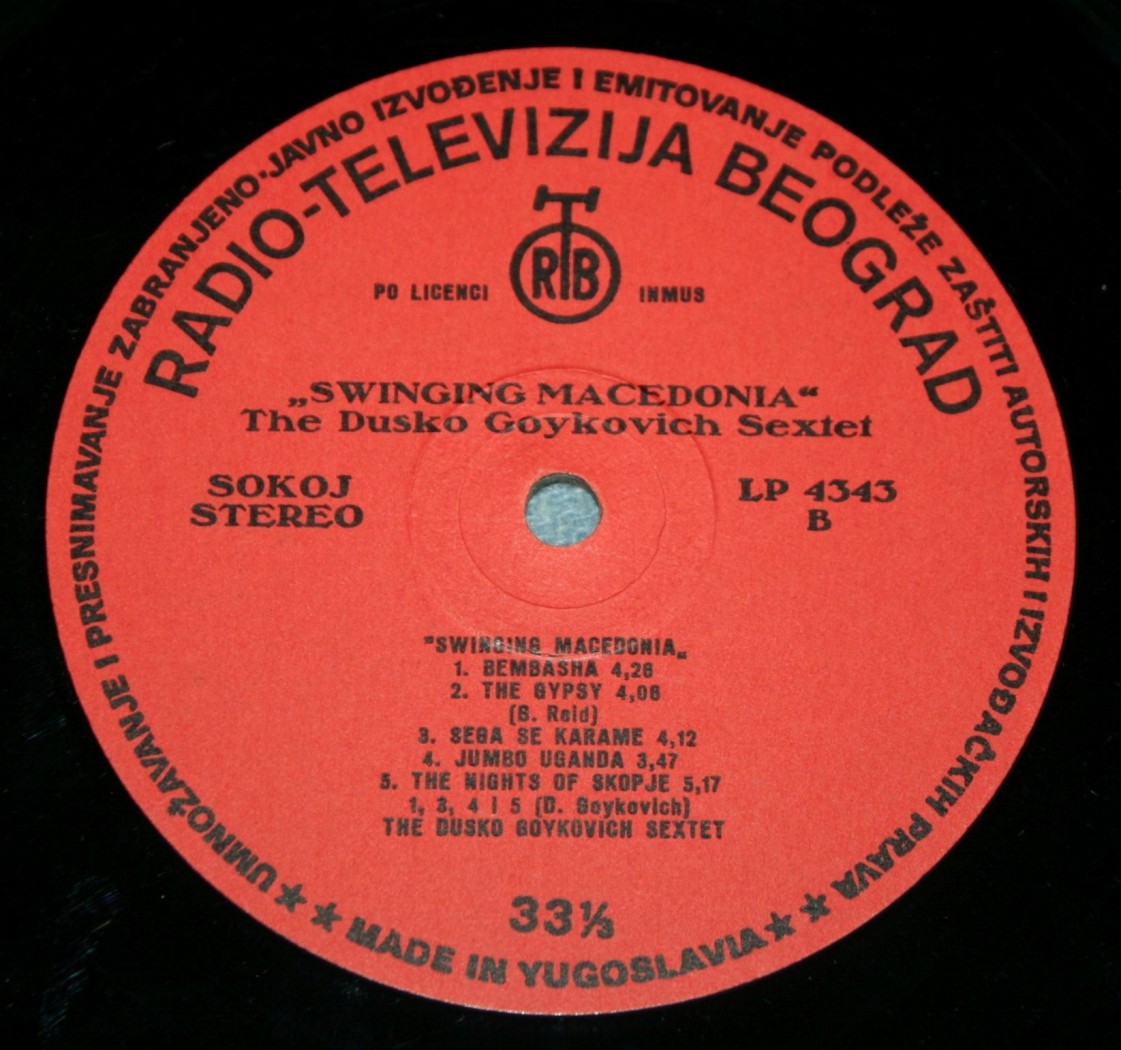 UMNOŽAVANJE I PRESNIMAVANJE ZABRANJENO·JAVNO IZVOĐENJE I EMITOVANJE PODLEŽE ZAŠTITI AUTORSKIH I IZVOĐAČKIH PRAVA
RADIO-TELEVIZIJA BEOGRAD
RTB
PO LICENCI INMUS
„SWINGING MACEDONIA“
The Dusko Goykovich Sextet
SOKOJ LP 4343
STEREO B
"SWINGING MACEDONIA„
1. BEMBASHA 4,26
2. THE GYPSY 4,06
(B. Reid)
3. SEGA SE KARAME 4,12
4. JUMBO UGANDA 3,47
5. THE NIGHTS OF SKOPJE 5,17
1, 3, 4 i 5 (D. Goykovich)
THE DUSKO GOYKOVICH SEXTET
33⅓
★ ★ MADE IN YUGOSLAVIA ★ ★